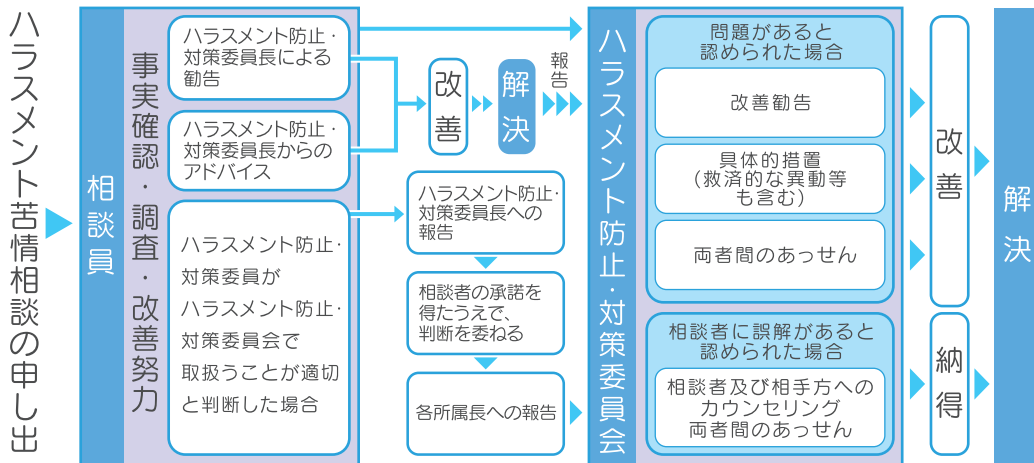 ハラスメント苦情相談の申し出
相談員
事実確認・調査・改善努力
ハラスメント防止・
対策委員長による
勧告
ハラスメント防止・
対策委員長からの
アドバイス
ハラスメント防止・
対策委員が
ハラスメント防止・
対策委員会で
取扱うことが適切
と判断した場合
改善
解決
報告
ハラスメント防止・
対策委員長への
報告
相談者の承諾を
得たうえで、
判断を委ねる
各所属長への報告
ハラスメント防止・対策委員会
問題があると
認められた場合
改善勧告
具体的措置
(救済的な異動等
も含む)
両者間のあっせん
相談者に誤解があると
認められた場合
相談者及び相手方への
カウンセリング
両者間のあっせん
改善
納得
解決